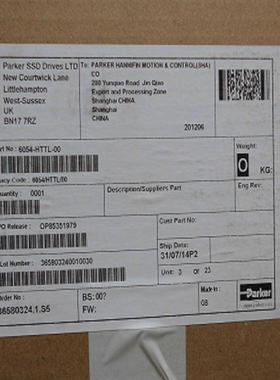 Parker SSD Drives LTD
New Courtwick Lane
Littlehampton
West-Sussex
UK
BN17 7RZ
To: PARKER HANNIFIN MOTION & CONTROL(SHA)
CO
280 Yunqiao Road Jin Qiao
Export and Processing Zone
Shanghai CHINA
Shanghai
CHINA
201206
Part No : 6054-HTTL-00
Legacy Code : 6054/HTTL/00
Quantity : 0001
Description/Suppliers Part
Weight:
0
KG:
PO Release : OP85351979
Cust Part No:
Lot Number : 365803240010030
Ship Date:
31/07/14P2
Unit: 3 of 23
Order No:
36580324.1.S5
BS: 00?
FW:
Made in :
GB
Parker